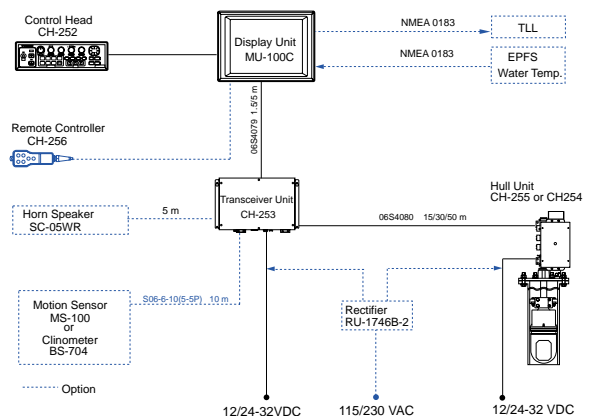 Control Head
CH-252
Display Unit
MU-100C
NMEA 0183
TLL
NMEA 0183
EPFS
Water Temp.
06S4079 1.5/5 m
Remote Controller
CH-256
Transceiver Unit
CH-253
Hull Unit
CH-255 or CH254
Horn Speaker
SC-05WR
5 m
06S4080 15/30/50 m
Motion Sensor
MS-100
or
Clinometer
BS-704
S06-6-10(5-5P) 10 m
Rectifier
RU-1746B-2
Option
12/24-32VDC
115/230 VAC
12/24-32 VDC